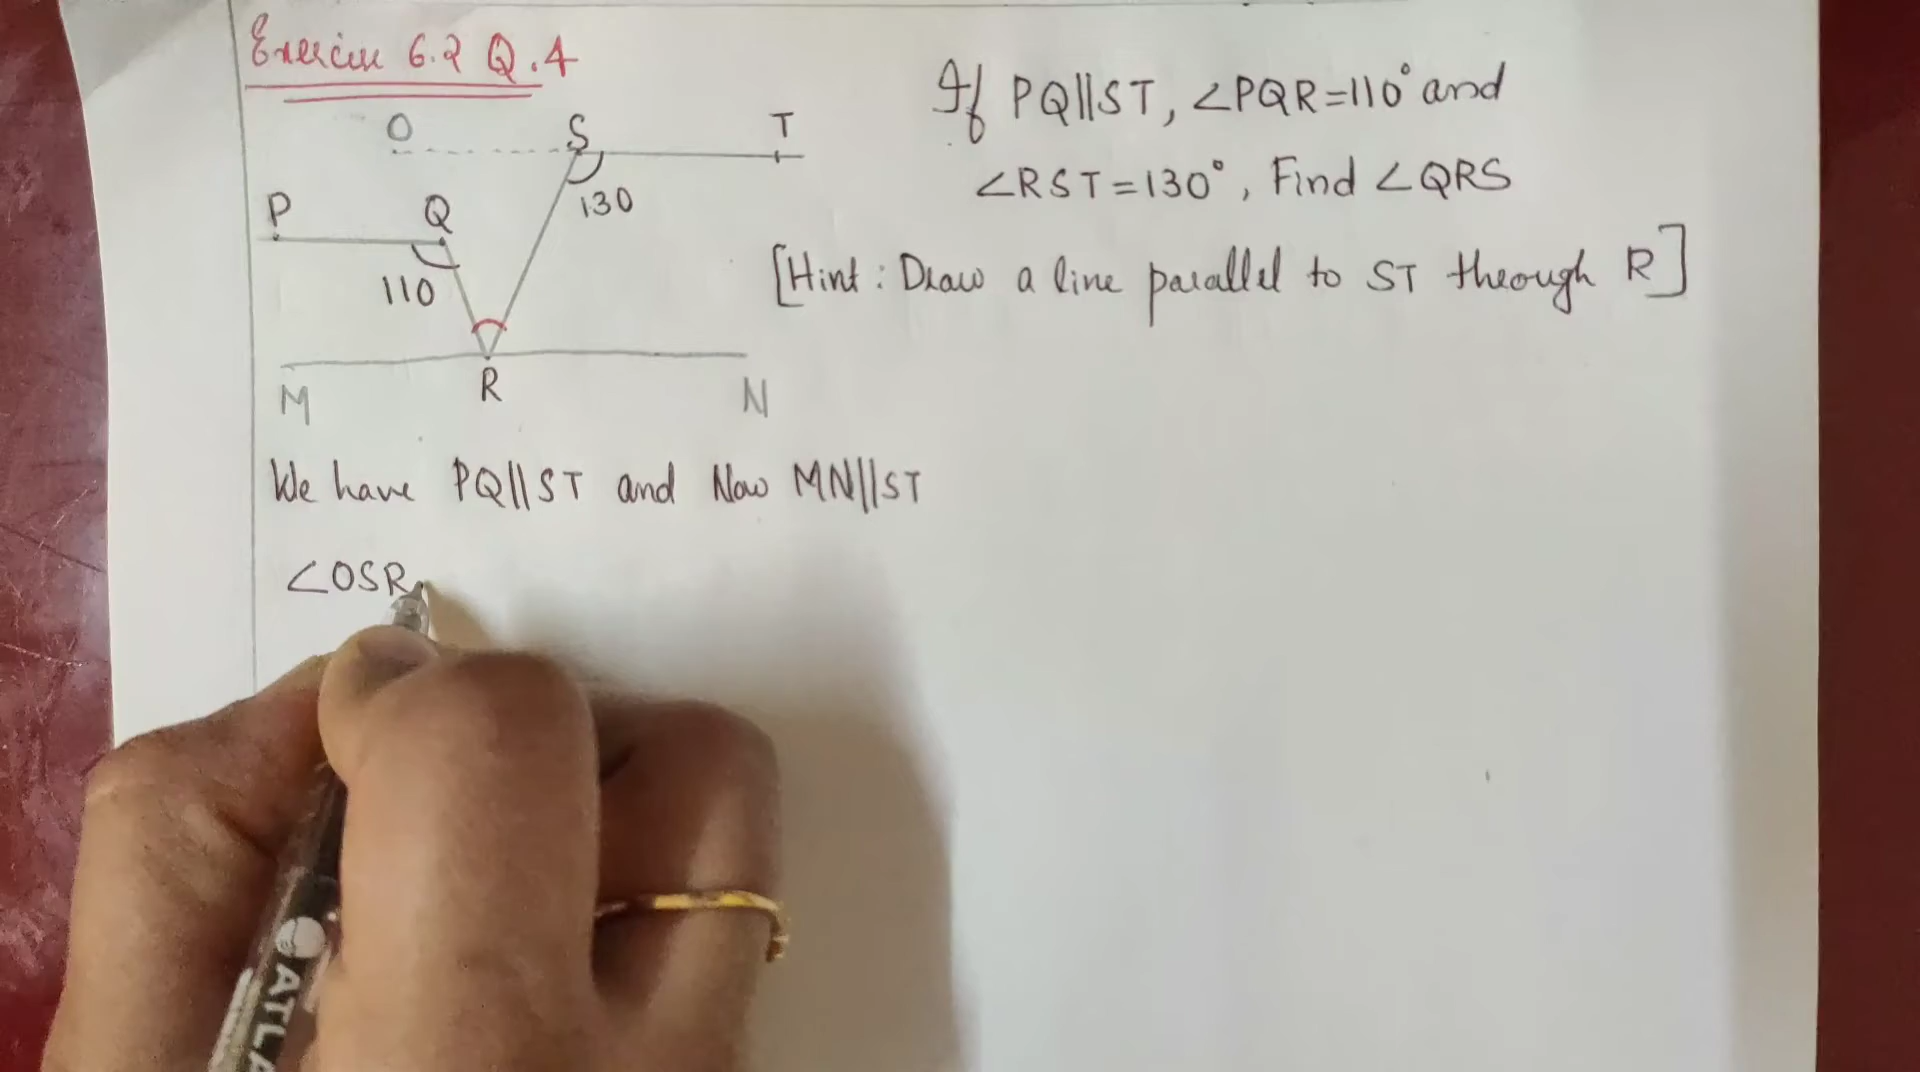 Exercise 6.2 Q.4
If PQ||ST, ∠PQR=110° and
∠RST=130°, Find ∠QRS
[Hint: Draw a line parallel to ST through R]
O S T
130
P Q
110
R
M N
We have PQ||ST and Now MN||ST
∠OSR
ATLA